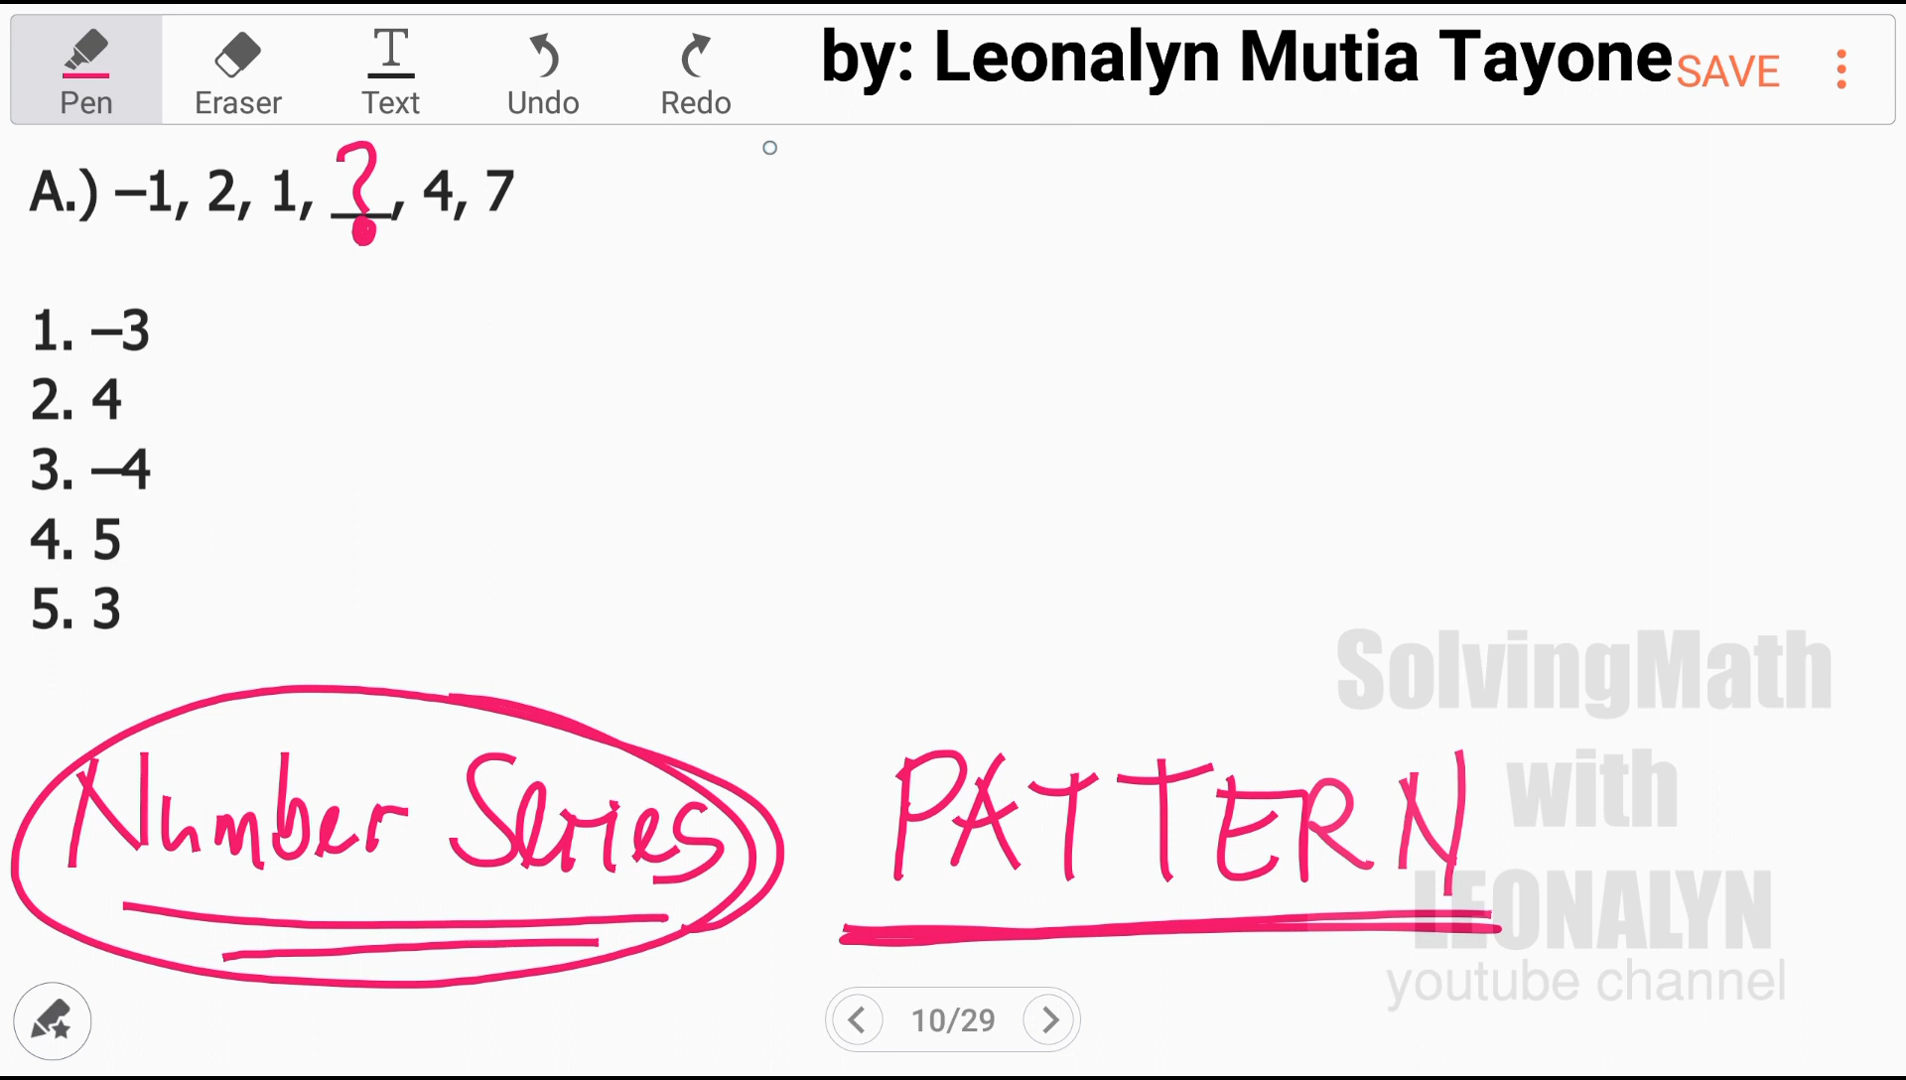 Pen Eraser Text Undo Redo by: Leonalyn Mutia Tayone SAVE
A.) –1, 2, 1, ?, 4, 7
1. –3
2. 4
3. –4
4. 5
5. 3
SolvingMath
with
LEONALYN
youtube channel
Number Series PATTERN
10/29